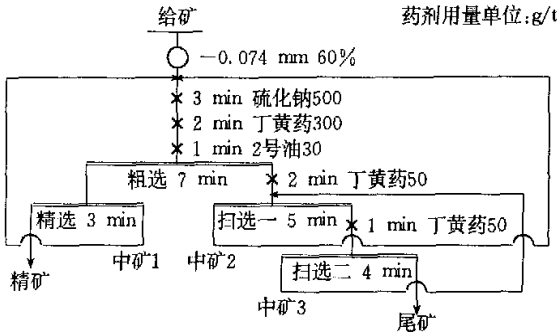 给矿
药剂用量单位:g/t
-0.074 mm 60%
3 min 硫化钠500
2 min 丁黄药300
1 min 2号油30
粗选 7 min
2 min 丁黄药50
精选 3 min
扫选一 5 min
1 min 丁黄药50
中矿1
中矿2
扫选二 4 min
精矿
中矿3
尾矿